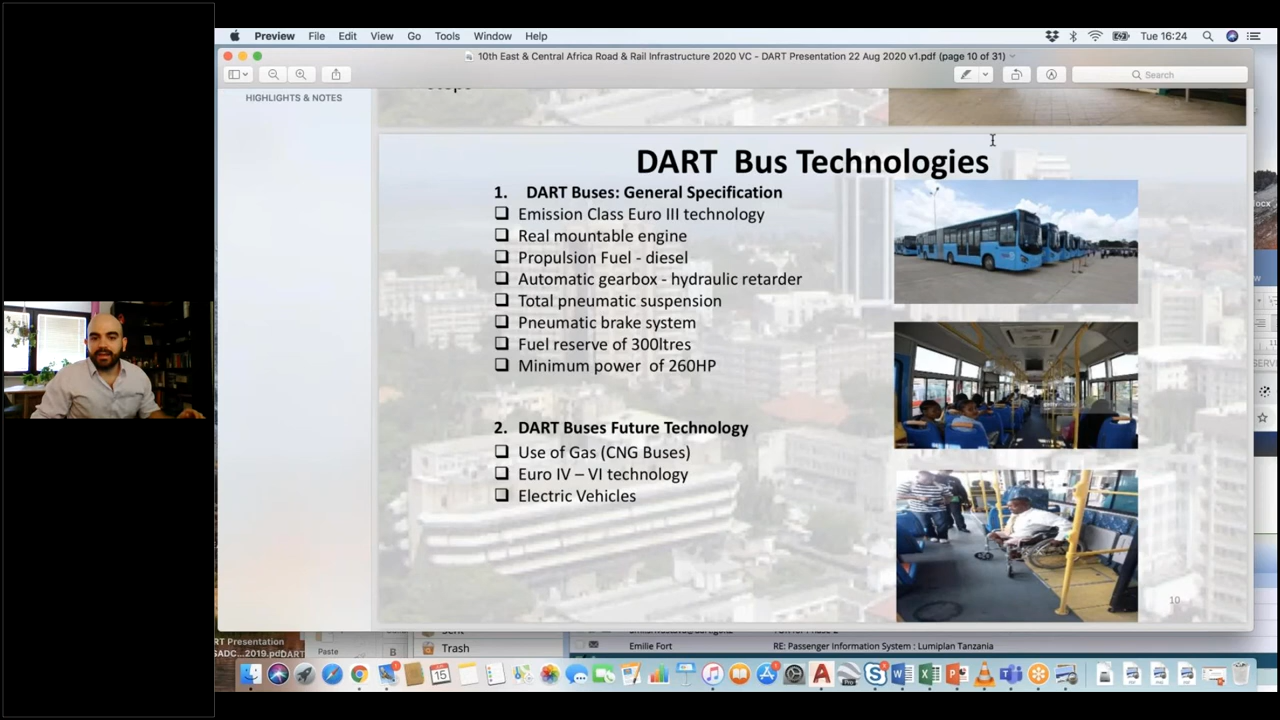 Preview File Edit View Go Tools Window Help
Tue 16:24
10th East & Central Africa Road & Rail Infrastructure 2020 VC - DART Presentation 22 Aug 2020 v1.pdf (page 10 of 31)
Search
HIGHLIGHTS & NOTES
DART Bus Technologies
1. DART Buses: General Specification
Emission Class Euro III technology
Real mountable engine
Propulsion Fuel - diesel
Automatic gearbox - hydraulic retarder
Total pneumatic suspension
Pneumatic brake system
Fuel reserve of 300ltres
Minimum power of 260HP
2. DART Buses Future Technology
Use of Gas (CNG Buses)
Euro IV – VI technology
Electric Vehicles
10
DART Presentation
Paste
Trash
Emilie Fort
RE: Passenger Information System : Lumiplan Tanzania
15